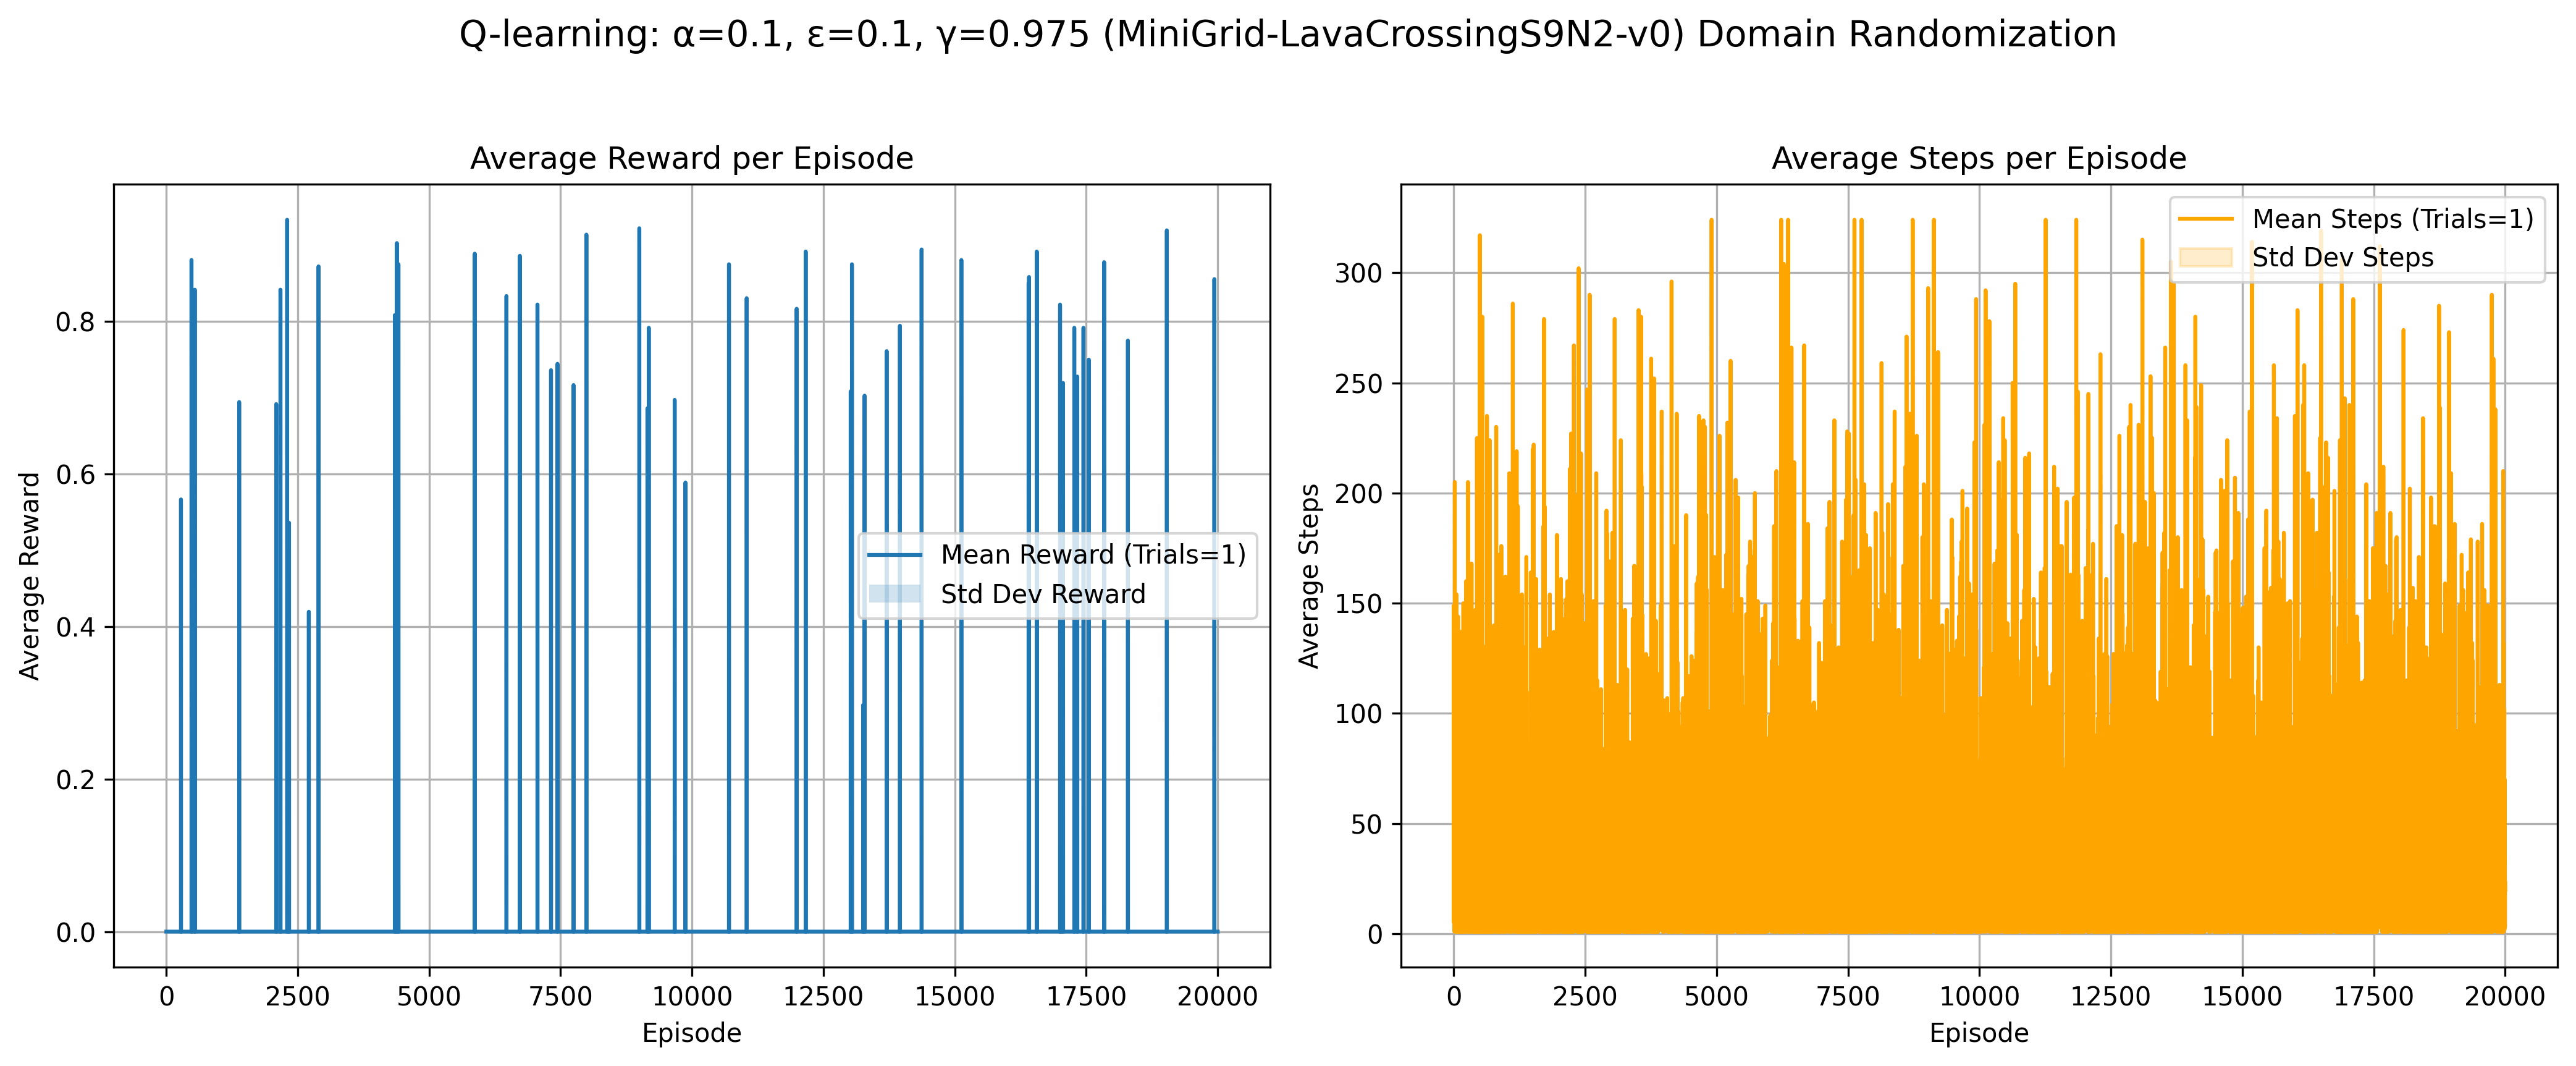 Q-learning: α=0.1, ε=0.1, γ=0.975 (MiniGrid-LavaCrossingS9N2-v0) Domain Randomization
Average Reward per Episode
Average Reward
0.8
0.6
0.4
0.2
0.0
Mean Reward (Trials=1)
Std Dev Reward
0 2500 5000 7500 10000 12500 15000 17500 20000
Episode
Average Steps per Episode
Average Steps
300
250
200
150
100
50
0
Mean Steps (Trials=1)
Std Dev Steps
0 2500 5000 7500 10000 12500 15000 17500 20000
Episode